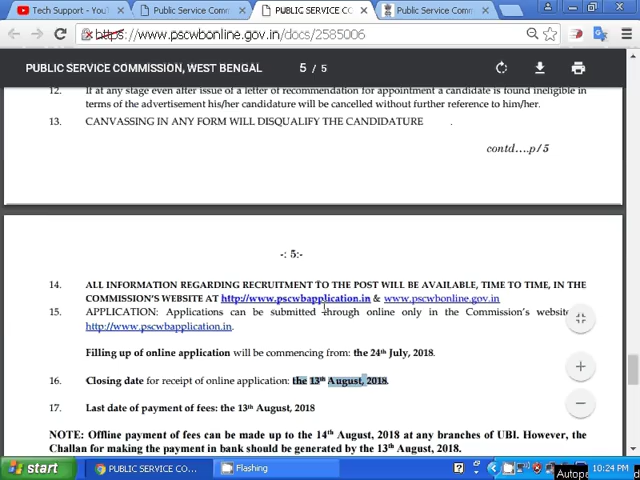 Tech Support - You
Public Service Comm
PUBLIC SERVICE CO
Public Service Comm
https://www.pscwbonline.gov.in/docs/2585006
PUBLIC SERVICE COMMISSION, WEST BENGAL
5 / 5
12. If at any stage even after issue of a letter of recommendation for appointment a candidate is found ineligible in
terms of the advertisement his/her candidature will be cancelled without further reference to him/her.
13. CANVASSING IN ANY FORM WILL DISQUALIFY THE CANDIDATURE .
contd….p/5
-: 5:-
14. ALL INFORMATION REGARDING RECRUITMENT TO THE POST WILL BE AVAILABLE, TIME TO TIME, IN THE
COMMISSION'S WEBSITE AT http://www.pscwbapplication.in & www.pscwbonline.gov.in
15. APPLICATION: Applications can be submitted through online only in the Commission's website
http://www.pscwbapplication.in.
Filling up of online application will be commencing from: the 24th July, 2018.
16. Closing date for receipt of online application: the 13th August, 2018.
17. Last date of payment of fees: the 13th August, 2018
NOTE: Offline payment of fees can be made up to the 14th August, 2018 at any branches of UBI. However, the
Challan for making the payment in bank should be generated by the 13th August, 2018.
start
PUBLIC SERVICE CO...
Flashing
10:24 PM